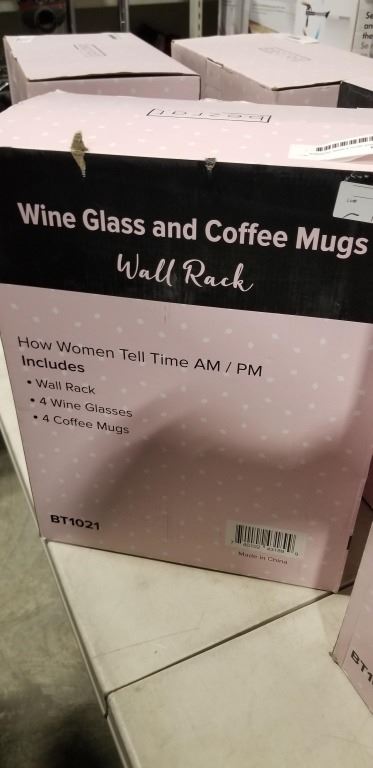 bezrat
Wine Glass and Coffee Mugs
Wall Rack
How Women Tell Time AM / PM
Includes
• Wall Rack
• 4 Wine Glasses
• 4 Coffee Mugs
BT1021
Made in China